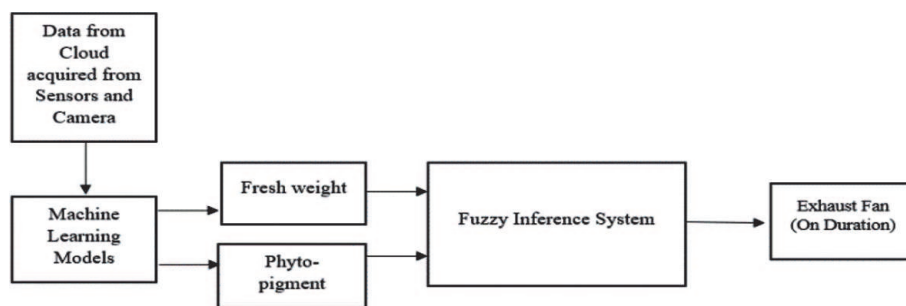 Data from
Cloud
acquired from
Sensors and
Camera
Machine
Learning
Models
Fresh weight
Phyto-
pigment
Fuzzy Inference System
Exhaust Fan
(On Duration)